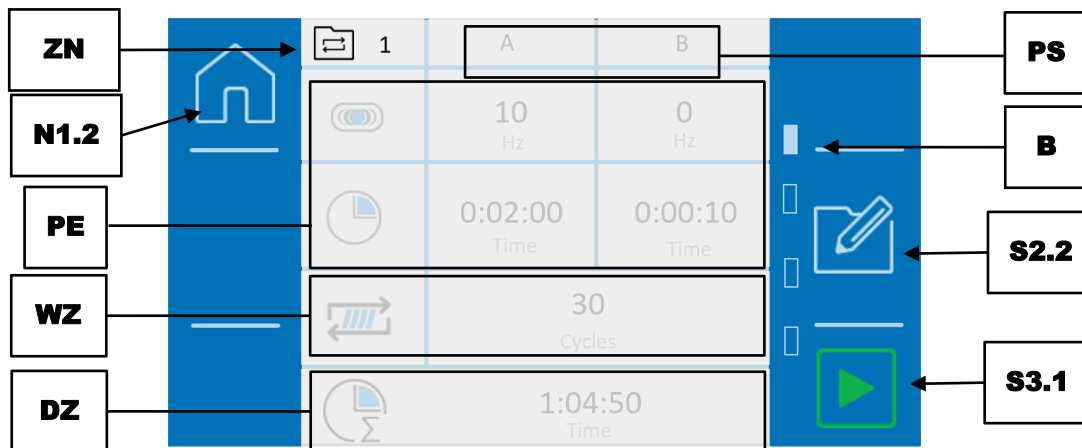 ZN
1
A
B
PS
N1.2
10
0
Hz
Hz
B
PE
0:02:00
0:00:10
Time
Time
S2.2
WZ
30
Cycles
S3.1
DZ
1:04:50
Time